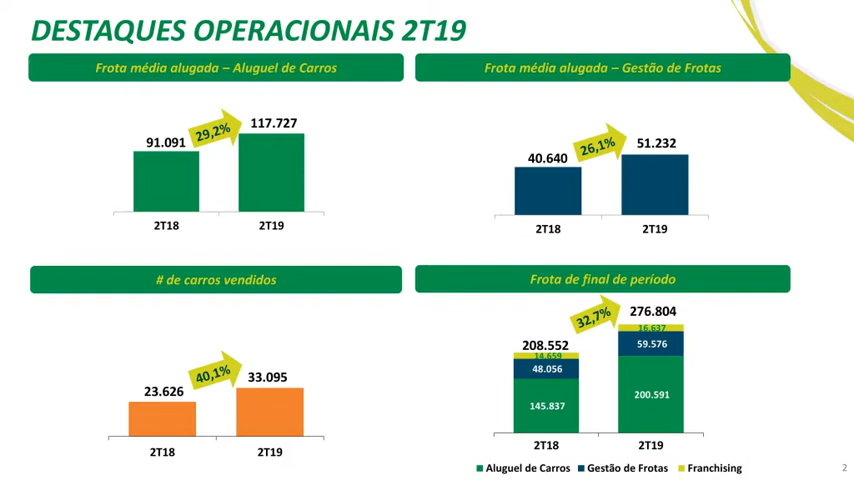 DESTAQUES OPERACIONAIS 2T19
Frota média alugada – Aluguel de Carros
29,2%
91.091
117.727
2T18
2T19
Frota média alugada – Gestão de Frotas
26,1%
40.640
51.232
2T18
2T19
# de carros vendidos
40,1%
23.626
33.095
2T18
2T19
Frota de final de período
32,7%
208.552
276.804
14.659
16.637
48.056
59.576
145.837
200.591
2T18
2T19
Aluguel de Carros
Gestão de Frotas
Franchising
2